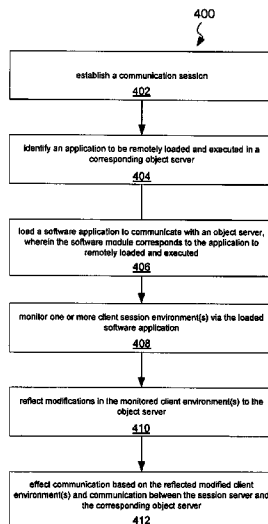 400
establish a communication session
402
identify an application to be remotely loaded and executed in a
corresponding object server
404
load a software application to communicate with an object server,
wherein the software module corresponds to the application to
remotely loaded and executed
406
monitor one or more client session environment(s) via the loaded
software application
408
reflect modifications in the monitored client environment(s) to the
object server
410
effect communication based on the reflected modified client
environment(s) and communication between the session server and
the corresponding object server
412